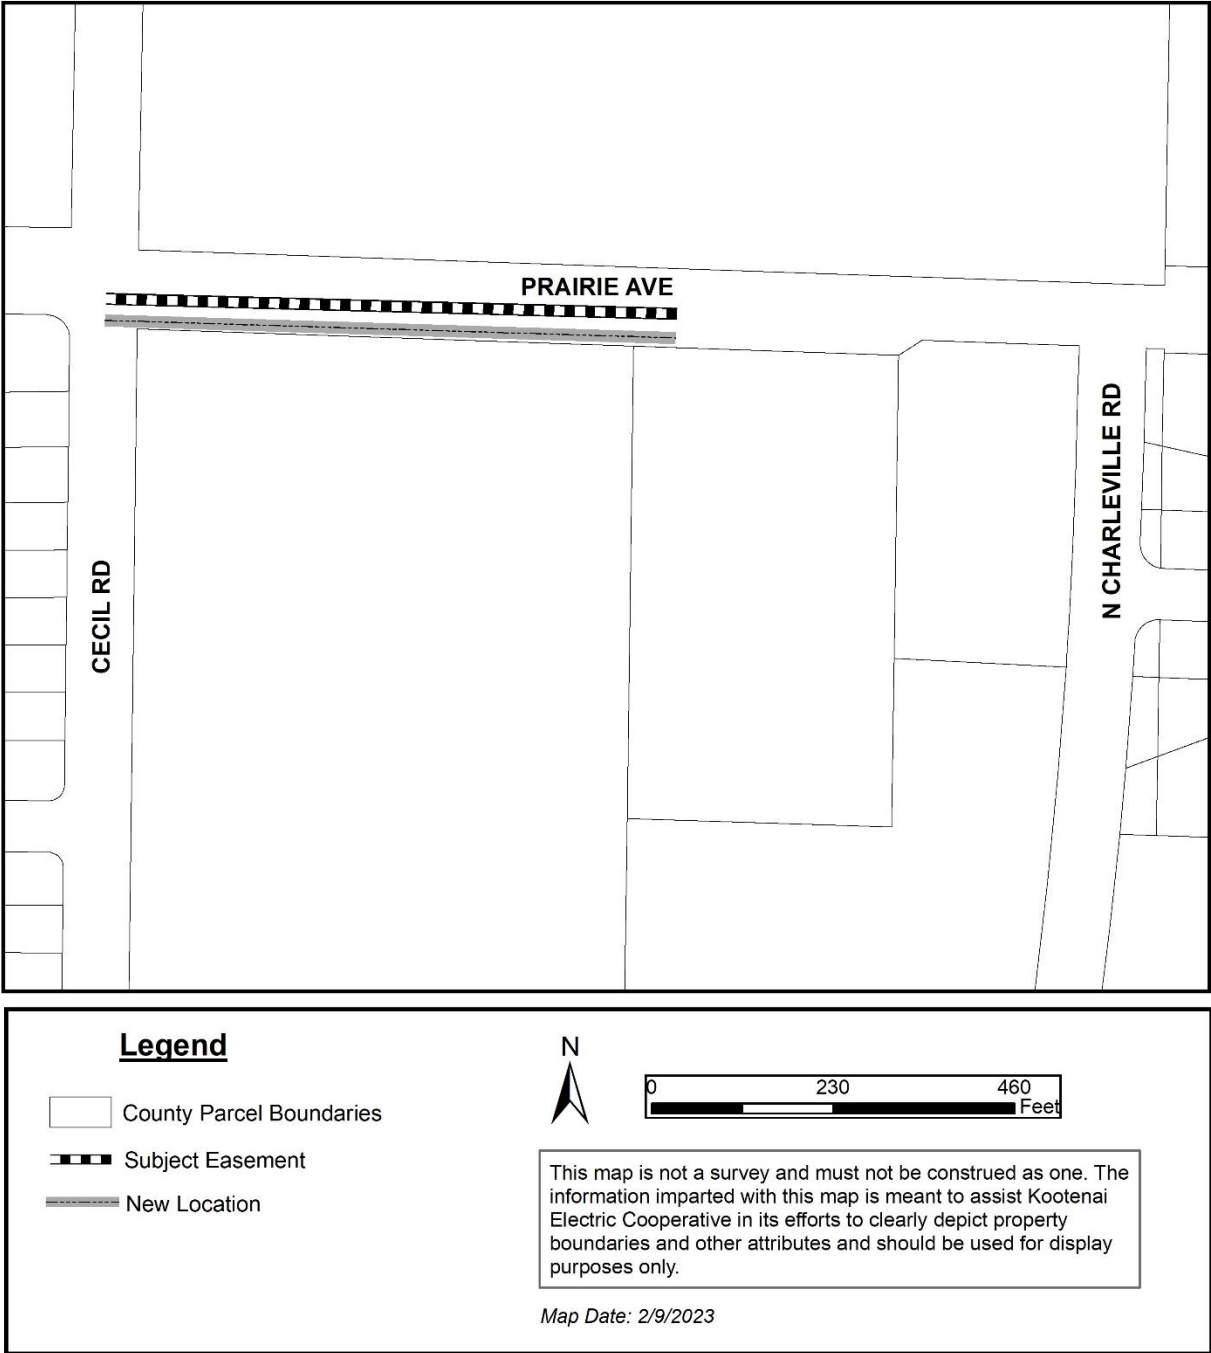 PRAIRIE AVE
CECIL RD
N CHARLEVILLE RD
Legend
County Parcel Boundaries
Subject Easement
New Location
N
0 230 460
Feet
This map is not a survey and must not be construed as one. The
information imparted with this map is meant to assist Kootenai
Electric Cooperative in its efforts to clearly depict property
boundaries and other attributes and should be used for display
purposes only.
Map Date: 2/9/2023